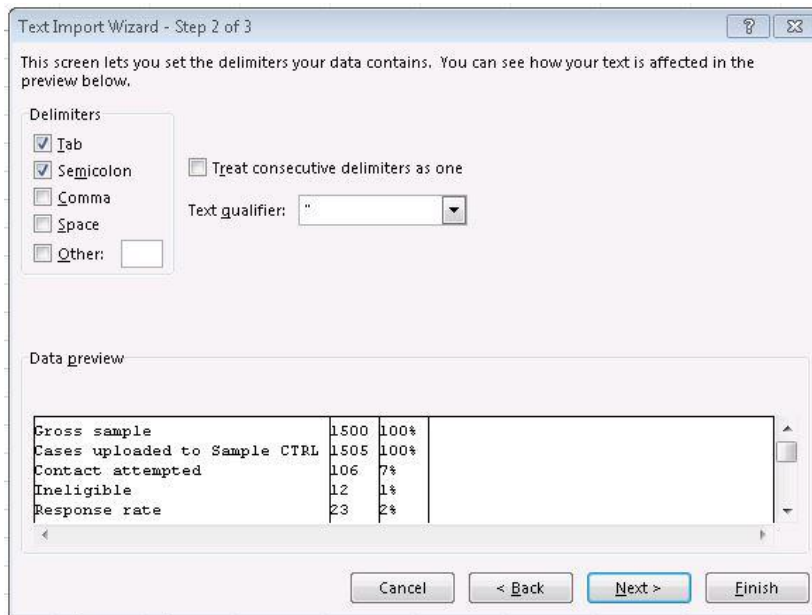 Text Import Wizard - Step 2 of 3
This screen lets you set the delimiters your data contains. You can see how your text is affected in the
preview below.
Delimiters
Tab
Semicolon
Comma
Space
Other:
Treat consecutive delimiters as one
Text qualifier: "
Data preview
Gross sample 1500 100%
Cases uploaded to Sample CTRL 1505 100%
Contact attempted 106 7%
Ineligible 12 1%
Response rate 23 2%
Cancel < Back Next > Finish